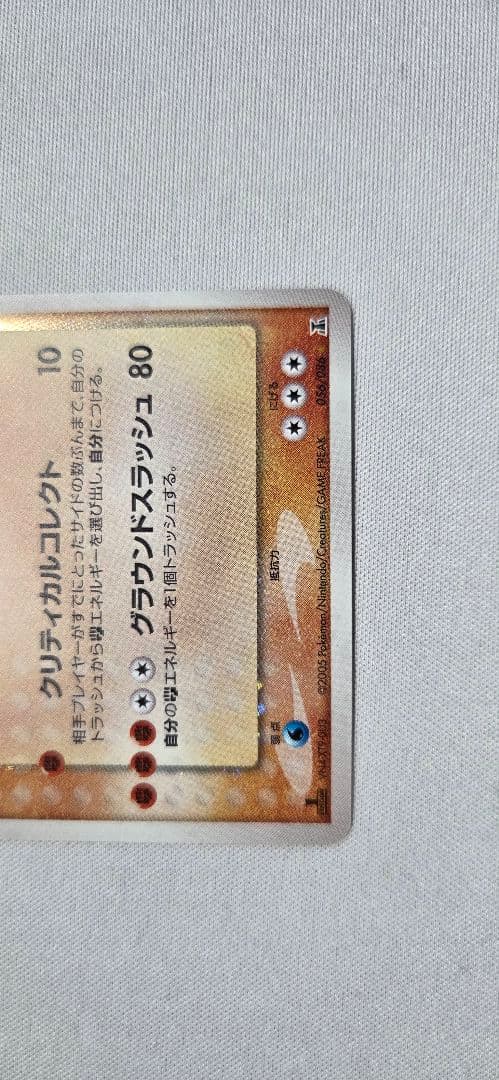 クリティカルコレクト 10
相手プレイヤーがすでにとったサイドの数ぶんまで、自分の
トラッシュから エネルギーを選び出し、自分につける。
グラウンドスラッシュ 80
自分の エネルギーを1個トラッシュする。
弱点 抵抗力 にげる
©2005 Pokémon/Nintendo/Creatures/GAME FREAK 056/086